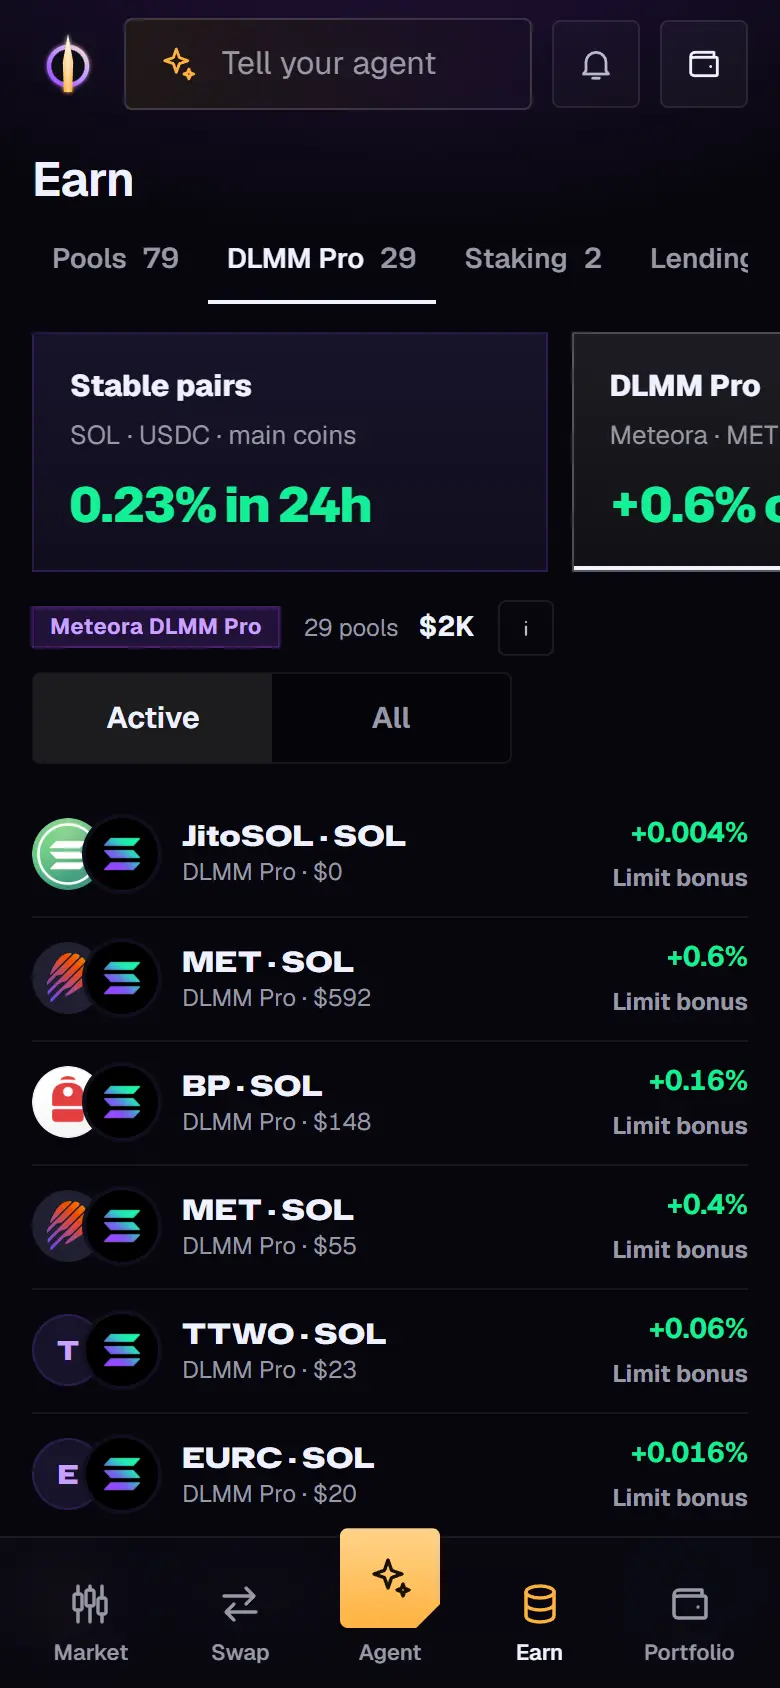 Tell your agent
Earn
Pools 79 DLMM Pro 29 Staking 2 Lending
Stable pairs
SOL · USDC · main coins
0.23% in 24h
DLMM Pro
Meteora · MET
+0.6%
Meteora DLMM Pro 29 pools $2K i
Active All
JitoSOL · SOL +0.004%
DLMM Pro · $0 Limit bonus
MET · SOL +0.6%
DLMM Pro · $592 Limit bonus
BP · SOL +0.16%
DLMM Pro · $148 Limit bonus
MET · SOL +0.4%
DLMM Pro · $55 Limit bonus
T TTWO · SOL +0.06%
DLMM Pro · $23 Limit bonus
E EURC · SOL +0.016%
DLMM Pro · $20 Limit bonus
Market Swap Agent Earn Portfolio